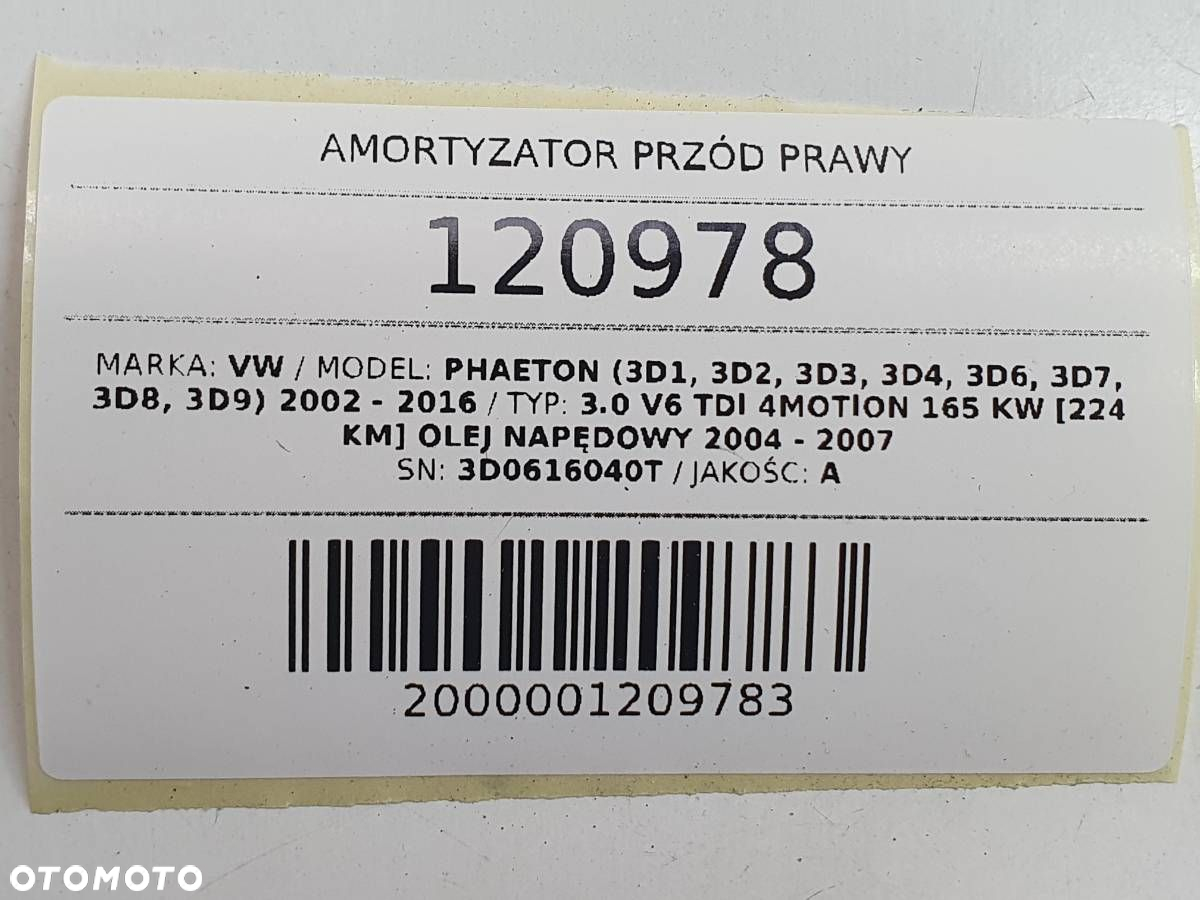 AMORTYZATOR PRZÓD PRAWY
120978
MARKA: VW / MODEL: PHAETON (3D1, 3D2, 3D3, 3D4, 3D6, 3D7,
3D8, 3D9) 2002 - 2016 / TYP: 3.0 V6 TDI 4MOTION 165 KW [224
KM] OLEJ NAPĘDOWY 2004 - 2007
SN: 3D0616040T / JAKOŚĆ: A
2000001209783
OTOMOTO